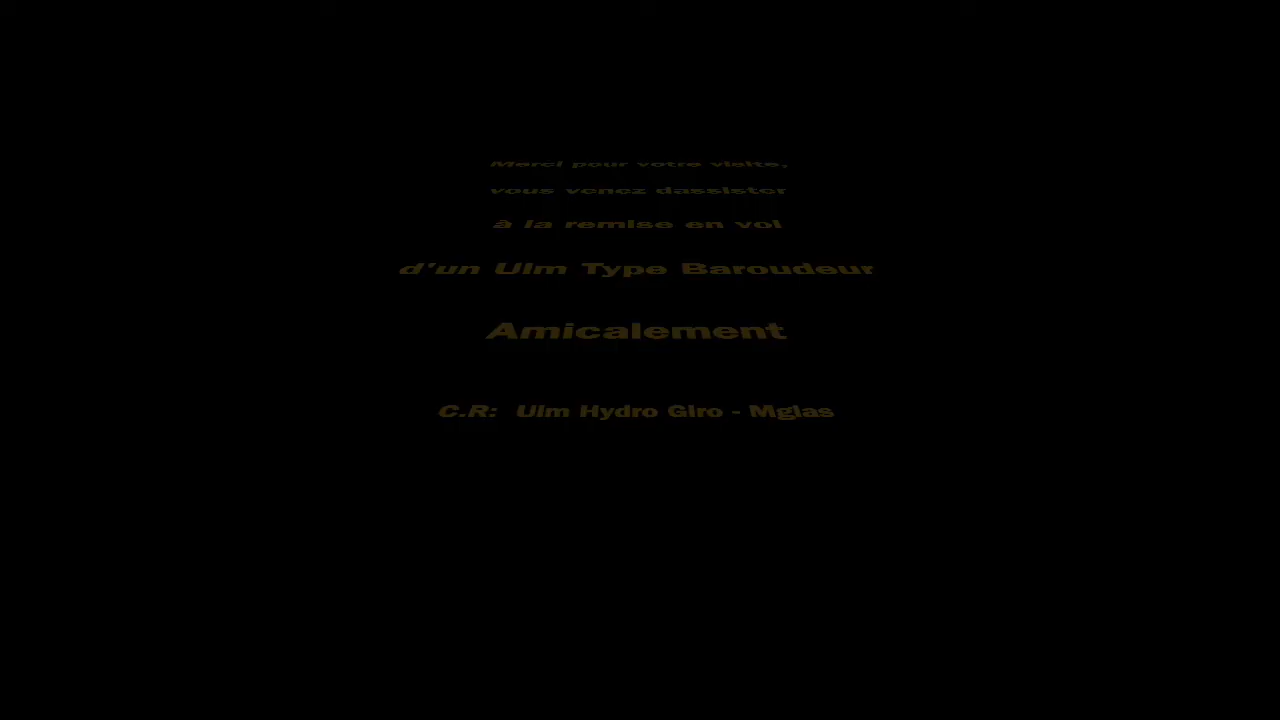 Merci pour votre visite,
vous venez dassister
à la remise en vol
d'un Ulm Type Baroudeur
Amicalement
C.R: Ulm Hydro Giro - Mglas